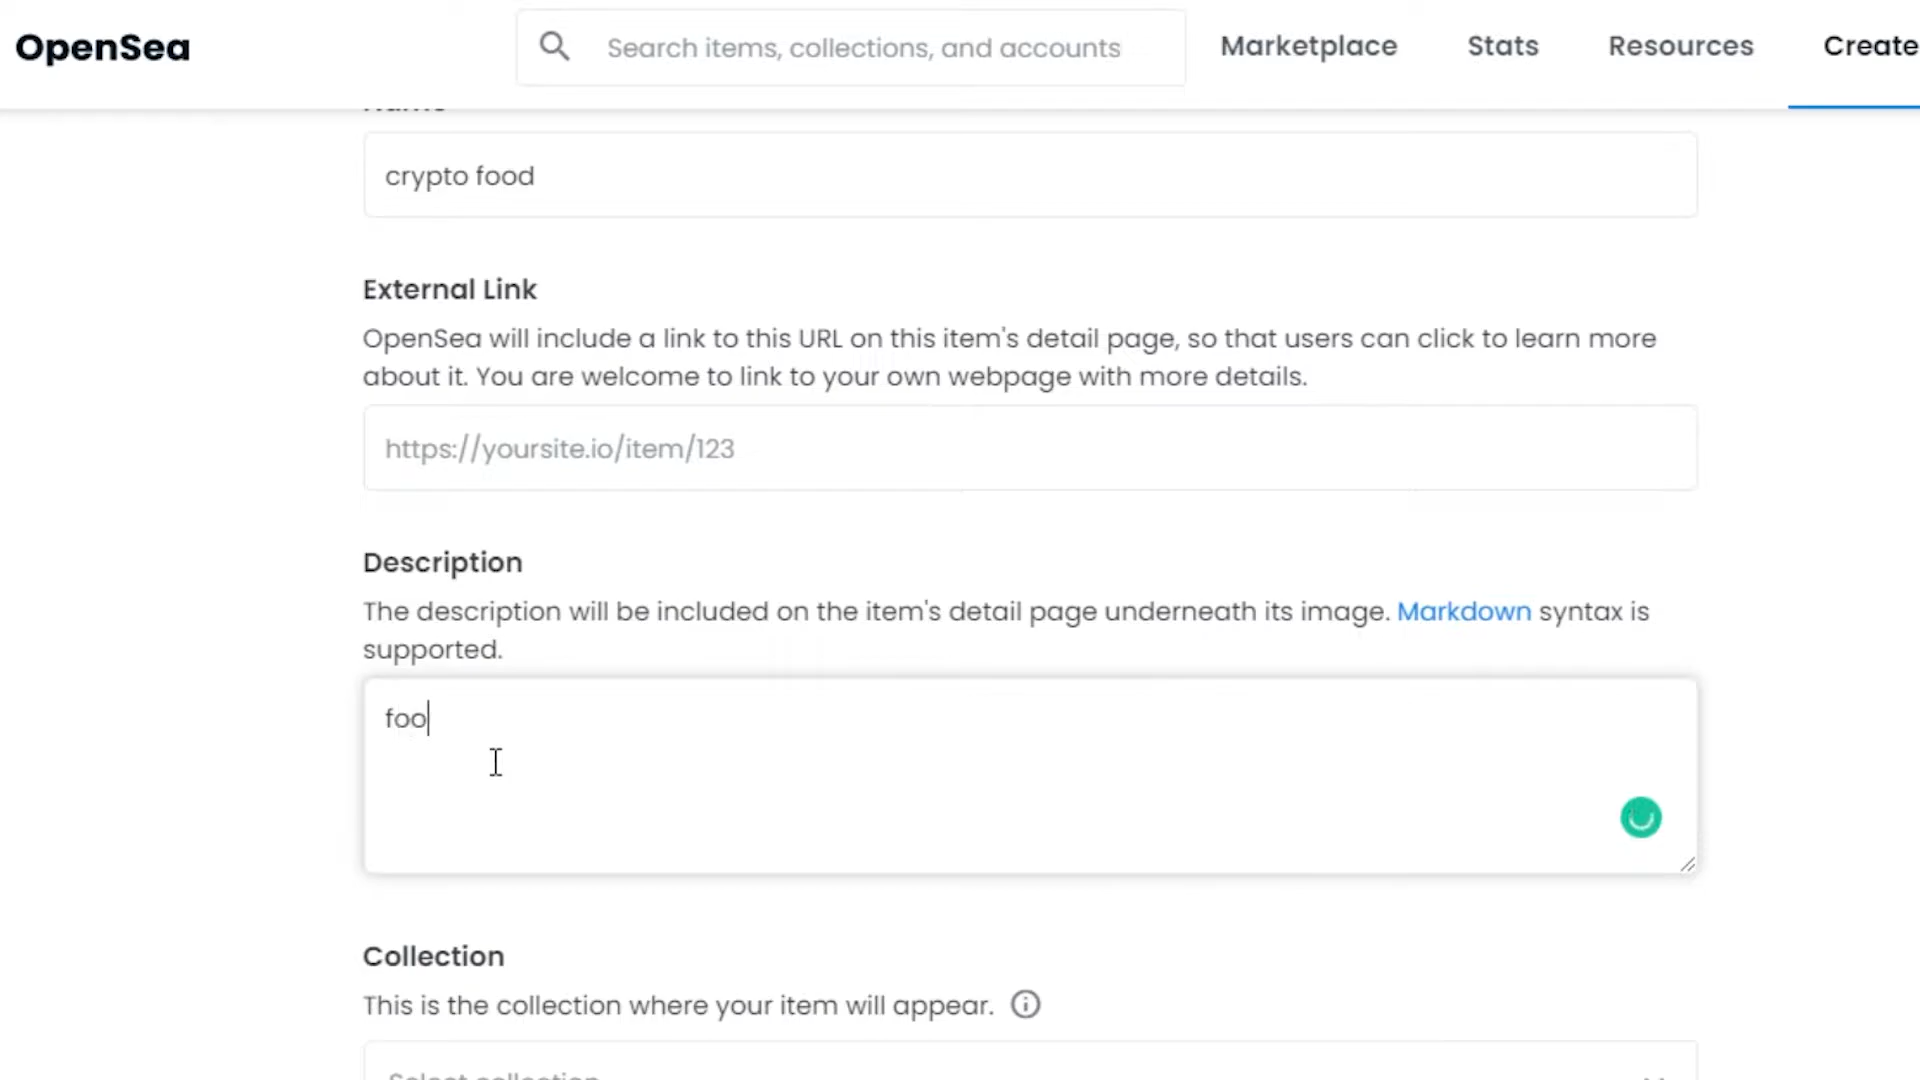 OpenSea
Search items, collections, and accounts
Marketplace
Stats
Resources
Create
crypto food
External Link
OpenSea will include a link to this URL on this item's detail page, so that users can click to learn more
about it. You are welcome to link to your own webpage with more details.
https://yoursite.io/item/123
Description
The description will be included on the item's detail page underneath its image. Markdown syntax is
supported.
foo
Collection
This is the collection where your item will appear.
Select collection